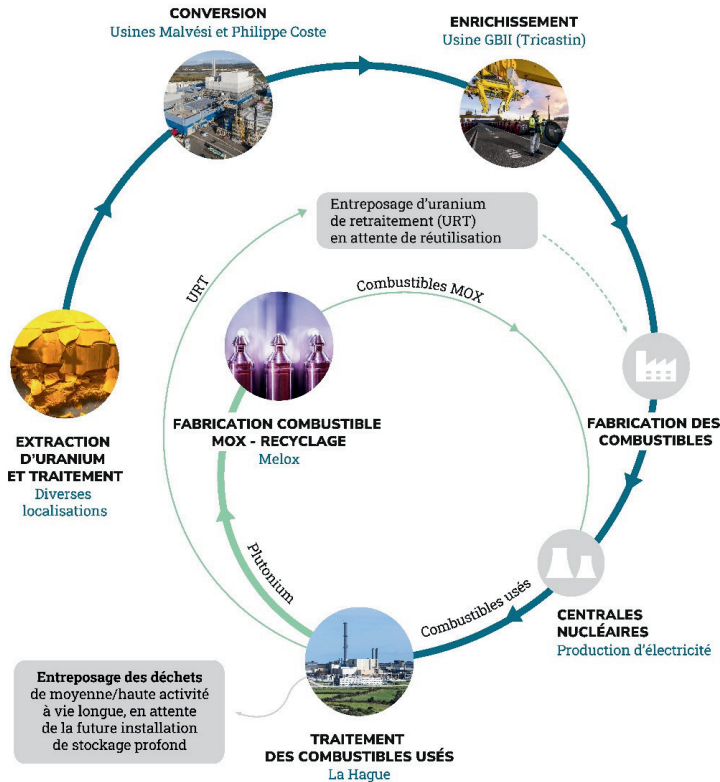 CONVERSION
Usines Malvési et Philippe Coste
ENRICHISSEMENT
Usine GBII (Tricastin)
Entreposage d'uranium
de retraitement (URT)
en attente de réutilisation
URT
Combustibles MOX
FABRICATION COMBUSTIBLE
MOX - RECYCLAGE
Melox
EXTRACTION
D'URANIUM
ET TRAITEMENT
Diverses
localisations
FABRICATION DES
COMBUSTIBLES
Plutonium
Combustibles usés
CENTRALES
NUCLÉAIRES
Production d'électricité
Entreposage des déchets
de moyenne/haute activité
à vie longue, en attente
de la future installation
de stockage profond
TRAITEMENT
DES COMBUSTIBLES USÉS
La Hague